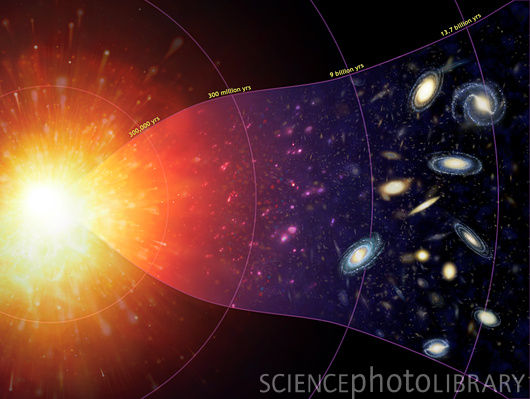 300,000 yrs
300 million yrs
9 billion yrs
13.7 billion yrs
SCIENCEphotoLIBRARY